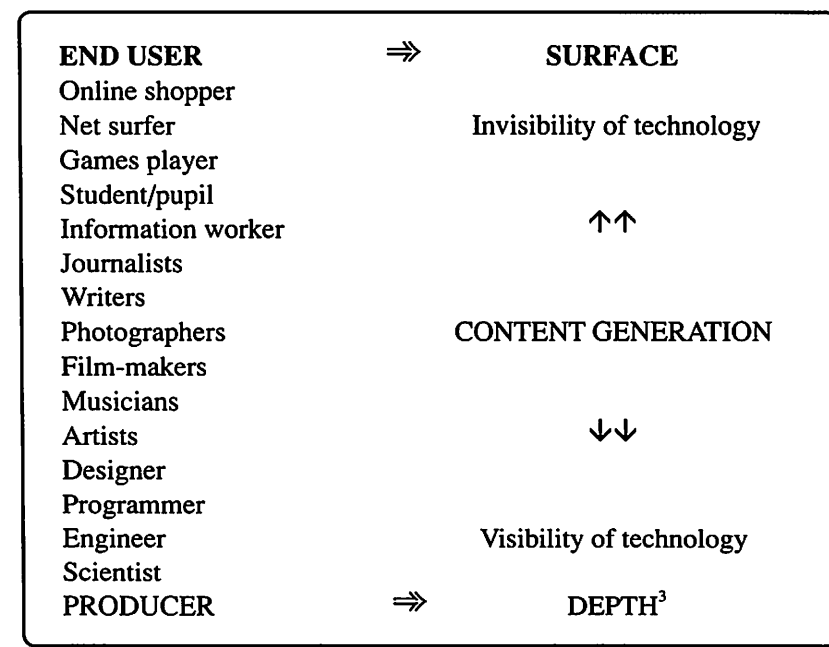 END USER ⇒ SURFACE
Online shopper
Net surfer Invisibility of technology
Games player
Student/pupil
Information worker ↑↑
Journalists
Writers
Photographers CONTENT GENERATION
Film-makers
Musicians
Artists ↓↓
Designer
Programmer
Engineer Visibility of technology
Scientist
PRODUCER ⇒ DEPTH³